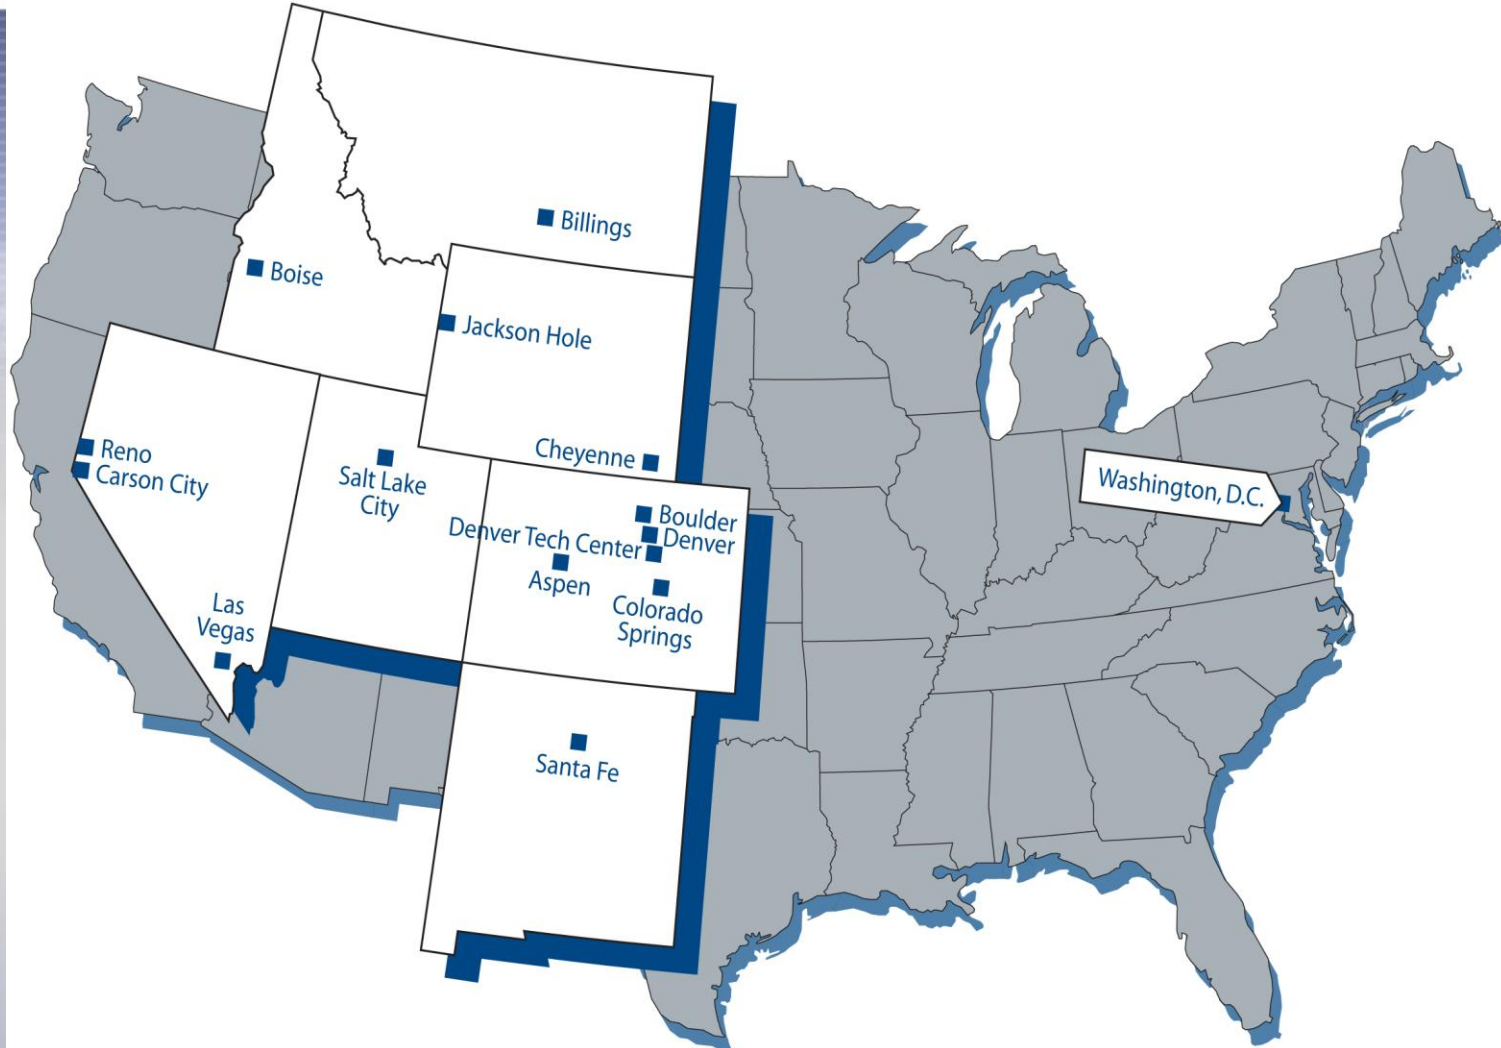 Billings
Boise
Jackson Hole
Reno
Carson City
Cheyenne
Salt Lake
City
Washington, D.C.
Boulder
Denver
Denver Tech Center
Aspen
Colorado
Springs
Las
Vegas
Santa Fe